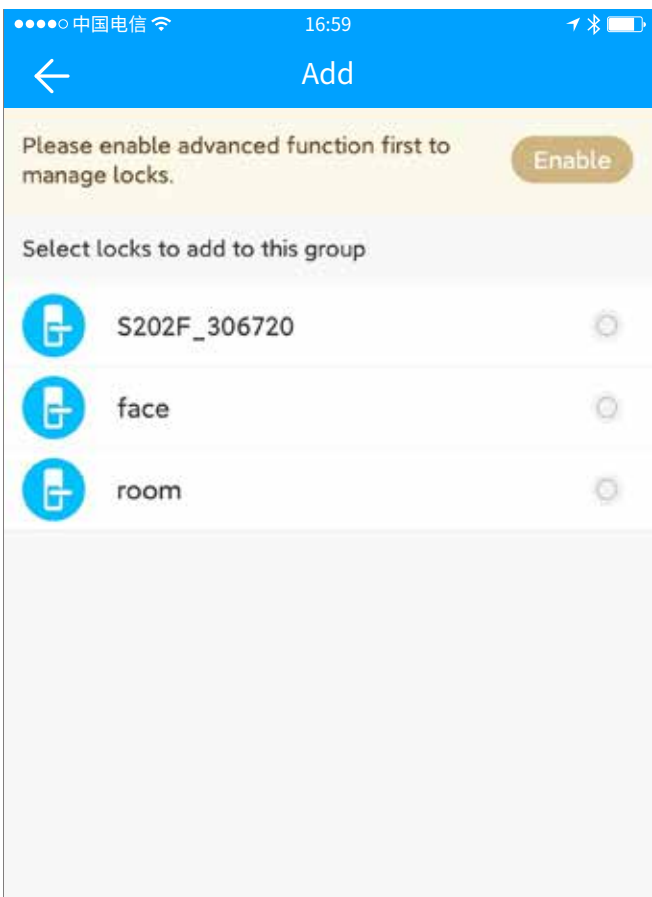 中国电信 16:59
Add
Please enable advanced function first to
manage locks.
Enable
Select locks to add to this group
S202F_306720
face
room